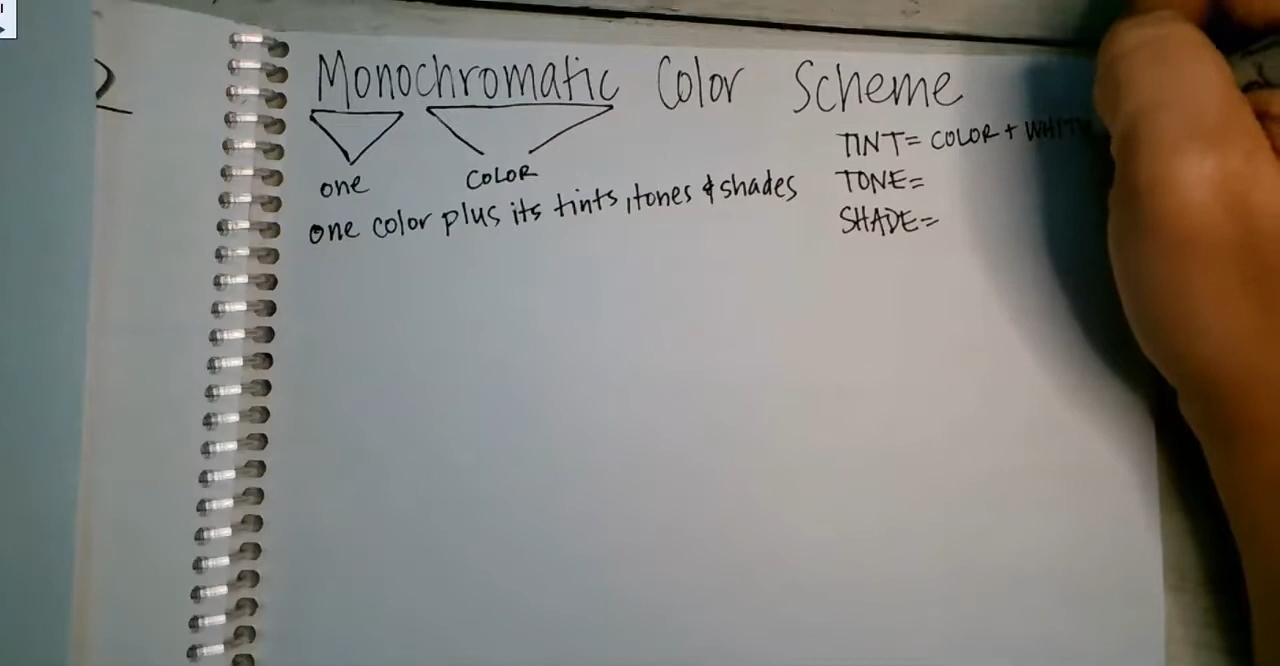 Monochromatic Color Scheme
one COLOR
one color plus its tints, tones & shades
TINT= COLOR + WHITE
TONE=
SHADE=